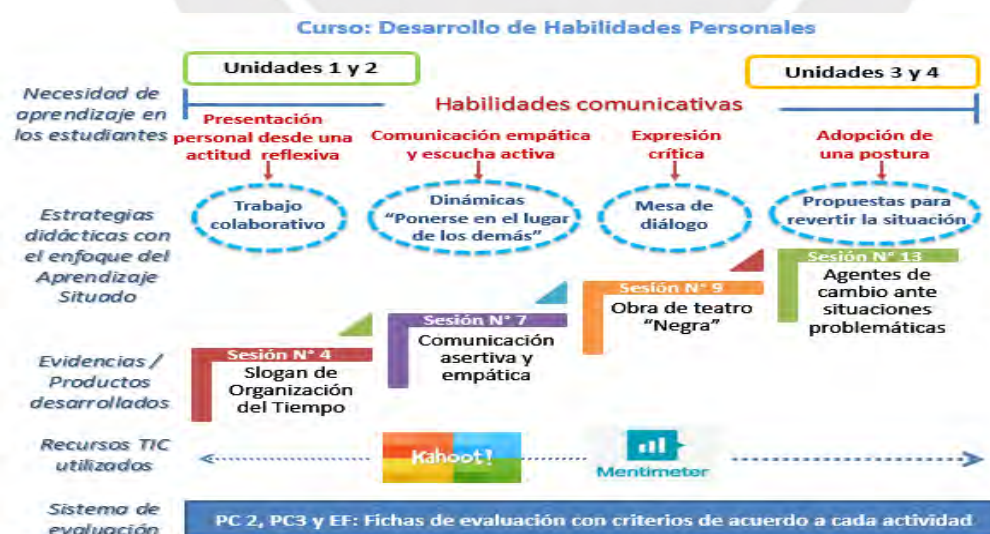 Curso: Desarrollo de Habilidades Personales
Unidades 1 y 2
Unidades 3 y 4
Necesidad de
aprendizaje en
los estudiantes
Habilidades comunicativas
Presentación
personal desde una
actitud reflexiva
Comunicación empática
y escucha activa
Expresión
crítica
Adopción de
una postura
Estrategias
didácticas con
el enfoque del
Aprendizaje
Situado
Trabajo
colaborativo
Dinámicas
“Ponerse en el lugar
de los demás”
Mesa de
diálogo
Propuestas para
revertir la situación
Evidencias /
Productos
desarrollados
Sesión N° 4
Slogan de
Organización
del Tiempo
Sesión N° 7
Comunicación
asertiva y
empática
Sesión N° 9
Obra de teatro
“Negra”
Sesión N° 13
Agentes de
cambio ante
situaciones
problemáticas
Recursos TIC
utilizados
Kahoot!
Mentimeter
Sistema de
evaluación
PC 2, PC3 y EF: Fichas de evaluación con criterios de acuerdo a cada actividad